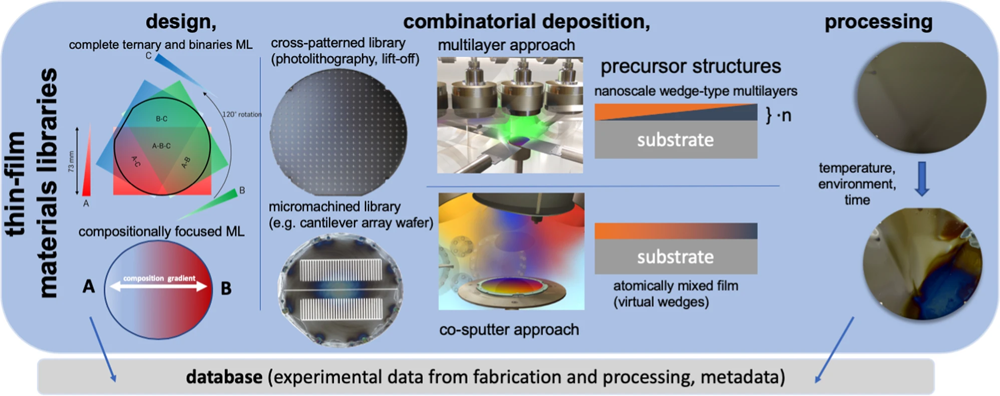 thin-film
materials libraries
design,
complete ternary and binaries ML
C
120° rotation
B-C
A-B-C
A-C
A-B
73 mm
A
B
compositionally focused ML
A
composition gradient
B
combinatorial deposition,
cross-patterned library
(photolithography, lift-off)
micromachined library
(e.g. cantilever array wafer)
multilayer approach
co-sputter approach
precursor structures
nanoscale wedge-type multilayers
} ·n
substrate
substrate
atomically mixed film
(virtual wedges)
processing
temperature,
environment,
time
database (experimental data from fabrication and processing, metadata)